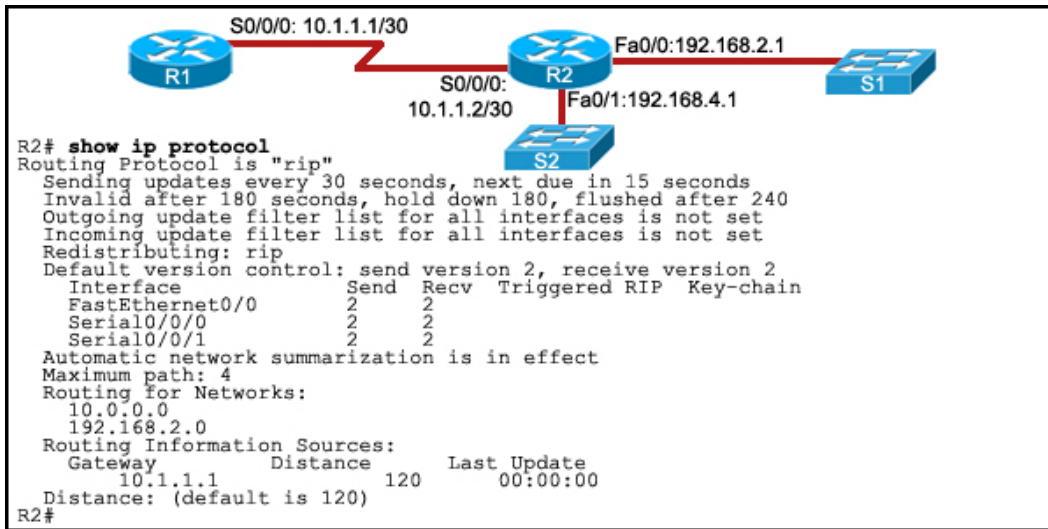 S0/0/0: 10.1.1.1/30
R1
S0/0/0:
10.1.1.2/30
R2
Fa0/0:192.168.2.1
S1
Fa0/1:192.168.4.1
S2
R2# show ip protocol
Routing Protocol is "rip"
Sending updates every 30 seconds, next due in 15 seconds
Invalid after 180 seconds, hold down 180, flushed after 240
Outgoing update filter list for all interfaces is not set
Incoming update filter list for all interfaces is not set
Redistributing: rip
Default version control: send version 2, receive version 2
Interface Send Recv Triggered RIP Key-chain
FastEthernet0/0 2 2
Serial0/0/0 2 2
Serial0/0/1 2 2
Automatic network summarization is in effect
Maximum path: 4
Routing for Networks:
10.0.0.0
192.168.2.0
Routing Information Sources:
Gateway Distance Last Update
10.1.1.1 120 00:00:00
Distance: (default is 120)
R2#